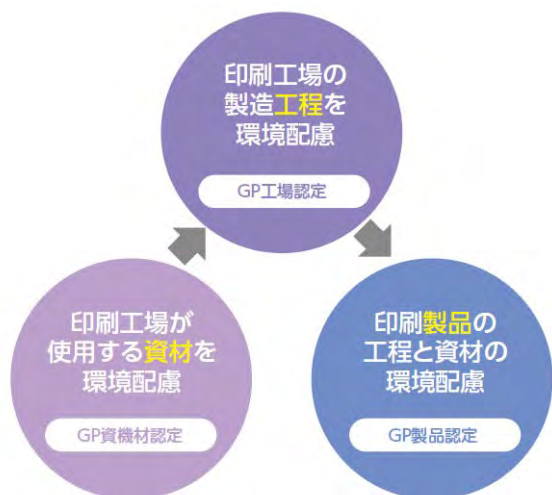 印刷工場の
製造工程を
環境配慮
GP工場認定
印刷工場が
使用する資材を
環境配慮
GP資機材認定
印刷製品の
工程と資材の
環境配慮
GP製品認定